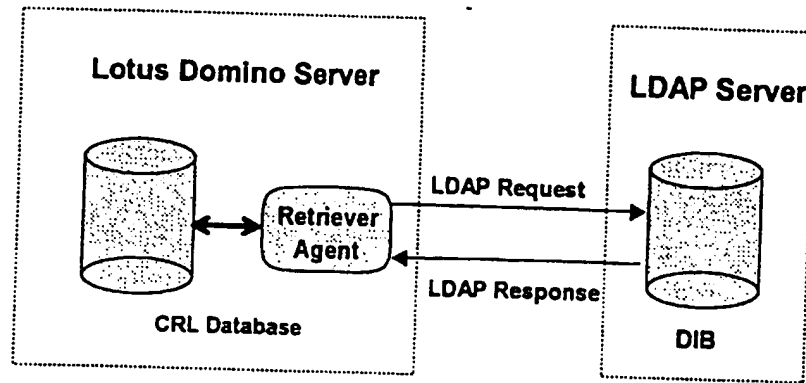 Lotus Domino Server
LDAP Server
LDAP Request
Retriever
Agent
LDAP Response
CRL Database
DIB